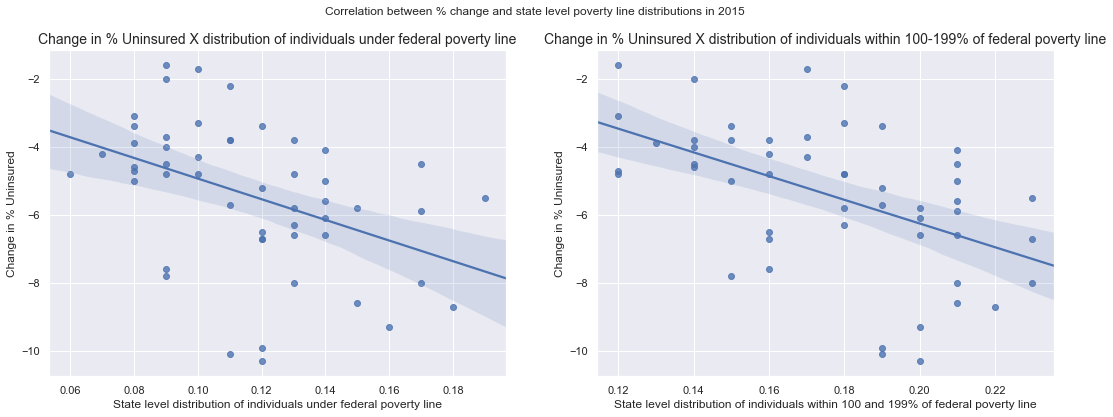 Correlation between % change and state level poverty line distributions in 2015
Change in % Uninsured X distribution of individuals under federal poverty line
Change in % Uninsured
−2
−4
−6
−8
−10
0.06 0.08 0.10 0.12 0.14 0.16 0.18
State level distribution of individuals under federal poverty line
Change in % Uninsured X distribution of individuals within 100-199% of federal poverty line
Change in % Uninsured
−2
−4
−6
−8
−10
0.12 0.14 0.16 0.18 0.20 0.22
State level distribution of individuals within 100 and 199% of federal poverty line